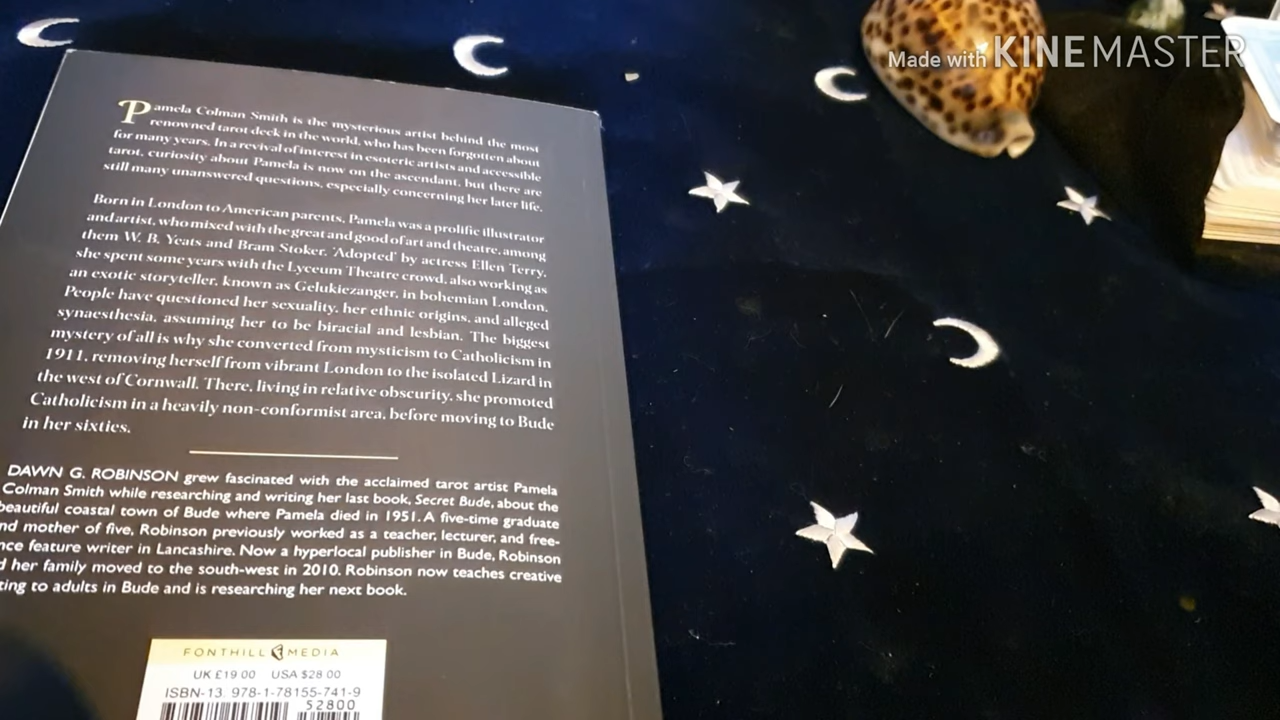 Made with KINEMASTER
Pamela Colman Smith is the mysterious artist behind the most
renowned tarot deck in the world, who has been forgotten about
for many years. In a revival of interest in esoteric artists and accessible
tarot, curiosity about Pamela is now on the ascendant, but there are
still many unanswered questions, especially concerning her later life.
Born in London to American parents, Pamela was a prolific illustrator
and artist, who mixed with the great and good of art and theatre, among
them W. B. Yeats and Bram Stoker. 'Adopted' by actress Ellen Terry,
she spent some years with the Lyceum Theatre crowd, also working as
an exotic storyteller, known as Gelukiezanger, in bohemian London.
People have questioned her sexuality, her ethnic origins, and alleged
synaesthesia, assuming her to be biracial and lesbian. The biggest
mystery of all is why she converted from mysticism to Catholicism in
1911, removing herself from vibrant London to the isolated Lizard in
the west of Cornwall. There, living in relative obscurity, she promoted
Catholicism in a heavily non-conformist area, before moving to Bude
in her sixties.
DAWN G. ROBINSON grew fascinated with the acclaimed tarot artist Pamela
Colman Smith while researching and writing her last book, Secret Bude, about the
beautiful coastal town of Bude where Pamela died in 1951. A five-time graduate
nd mother of five, Robinson previously worked as a teacher, lecturer, and free-
nce feature writer in Lancashire. Now a hyperlocal publisher in Bude, Robinson
d her family moved to the south-west in 2010. Robinson now teaches creative
ting to adults in Bude and is researching her next book.
FONTHILL MEDIA
UK £19.00 USA $28.00
ISBN-13. 978-1-78155-741-9
52800